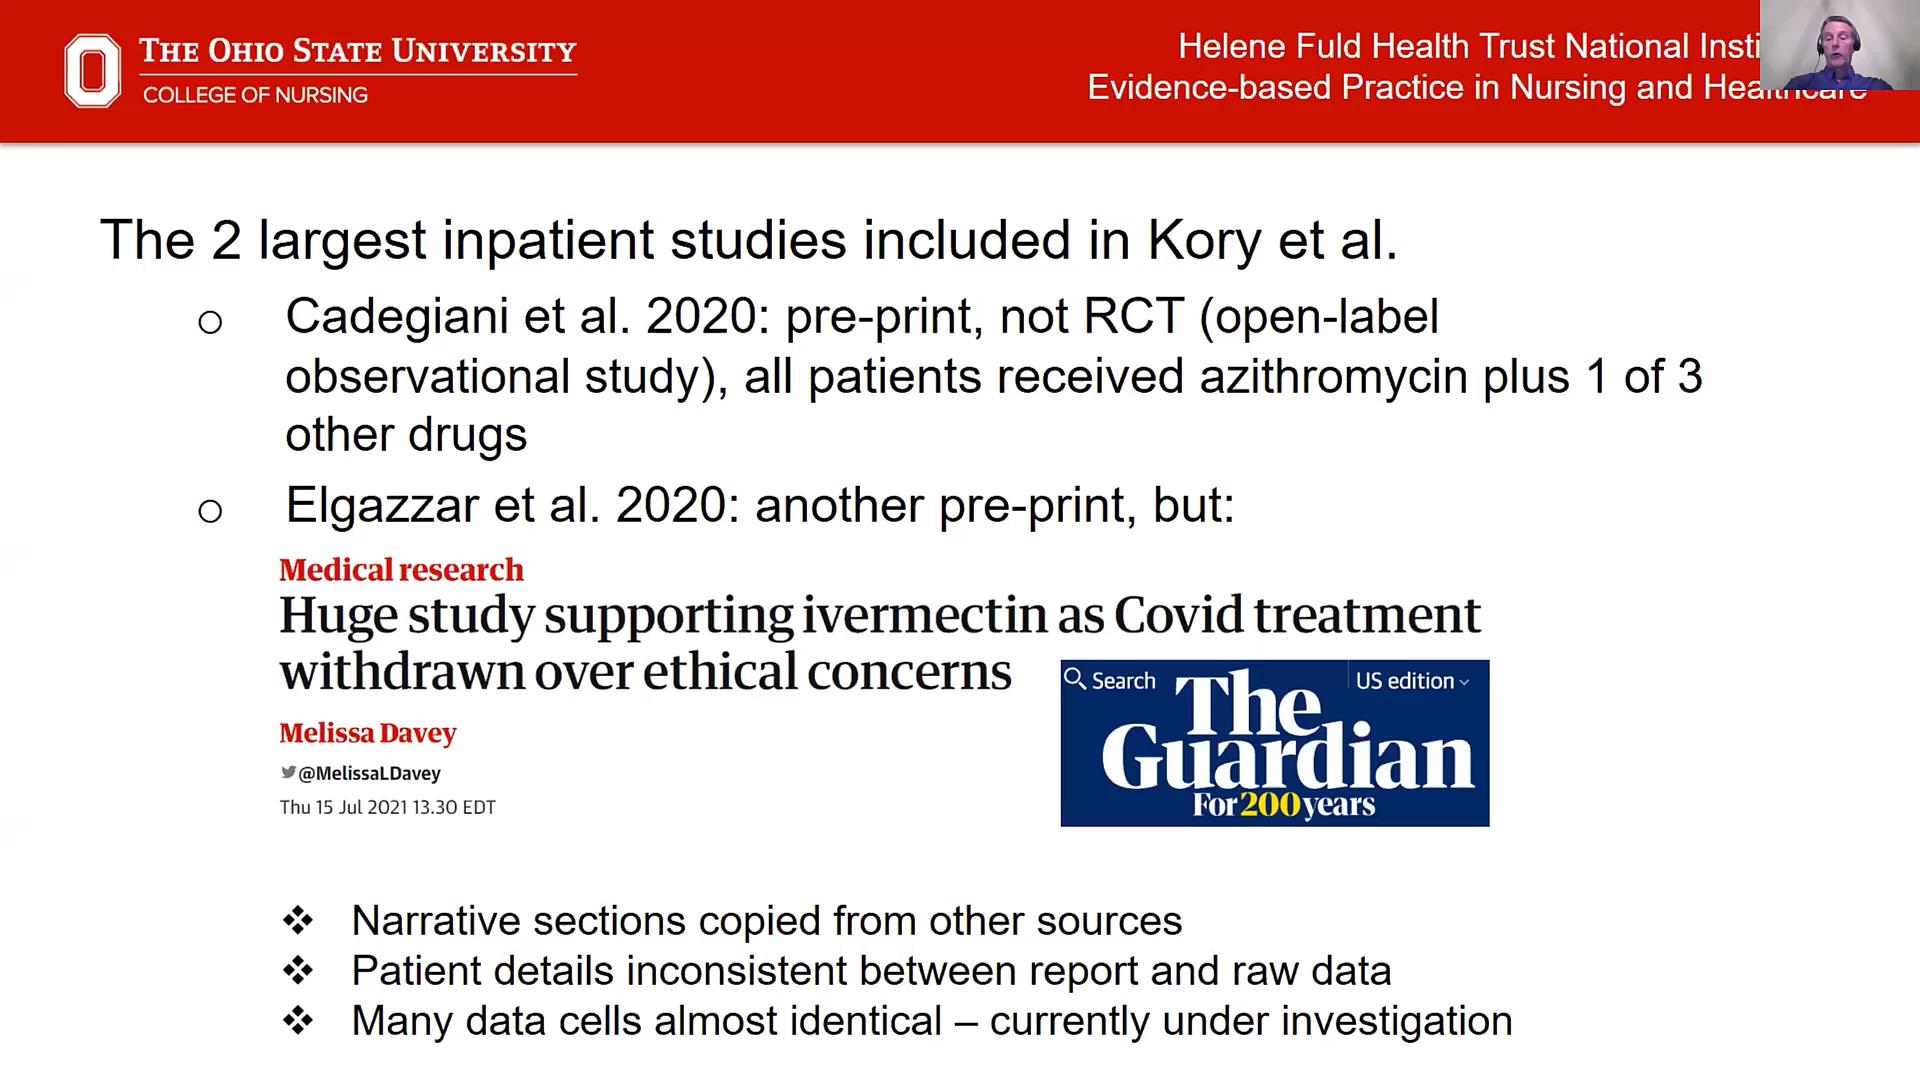 THE OHIO STATE UNIVERSITY
COLLEGE OF NURSING
Helene Fuld Health Trust National
Evidence-based Practice in Nursing and Healthcare
The 2 largest inpatient studies included in Kory et al.
o Cadegiani et al. 2020: pre-print, not RCT (open-label
observational study), all patients received azithromycin plus 1 of 3
other drugs
o Elgazzar et al. 2020: another pre-print, but:
Medical research
Huge study supporting ivermectin as Covid treatment
withdrawn over ethical concerns
Search
US edition
The
Guardian
For 200 years
Melissa Davey
@MelissaLDavey
Thu 15 Jul 2021 13.30 EDT
❖ Narrative sections copied from other sources
❖ Patient details inconsistent between report and raw data
❖ Many data cells almost identical – currently under investigation